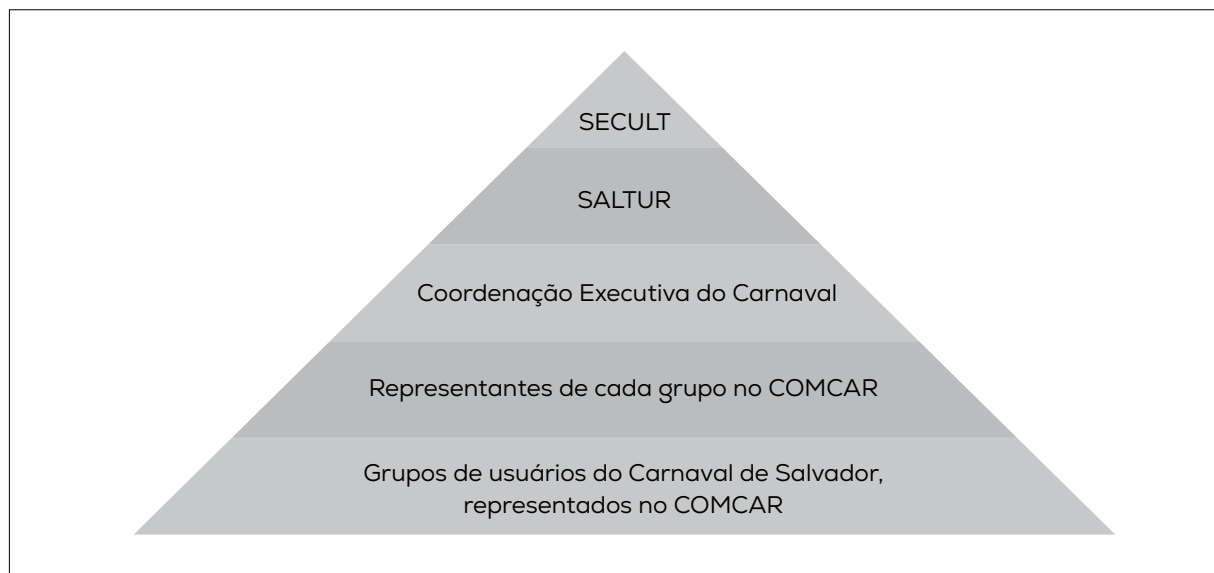 SECULT
SALTUR
Coordenação Executiva do Carnaval
Representantes de cada grupo no COMCAR
Grupos de usuários do Carnaval de Salvador,
representados no COMCAR